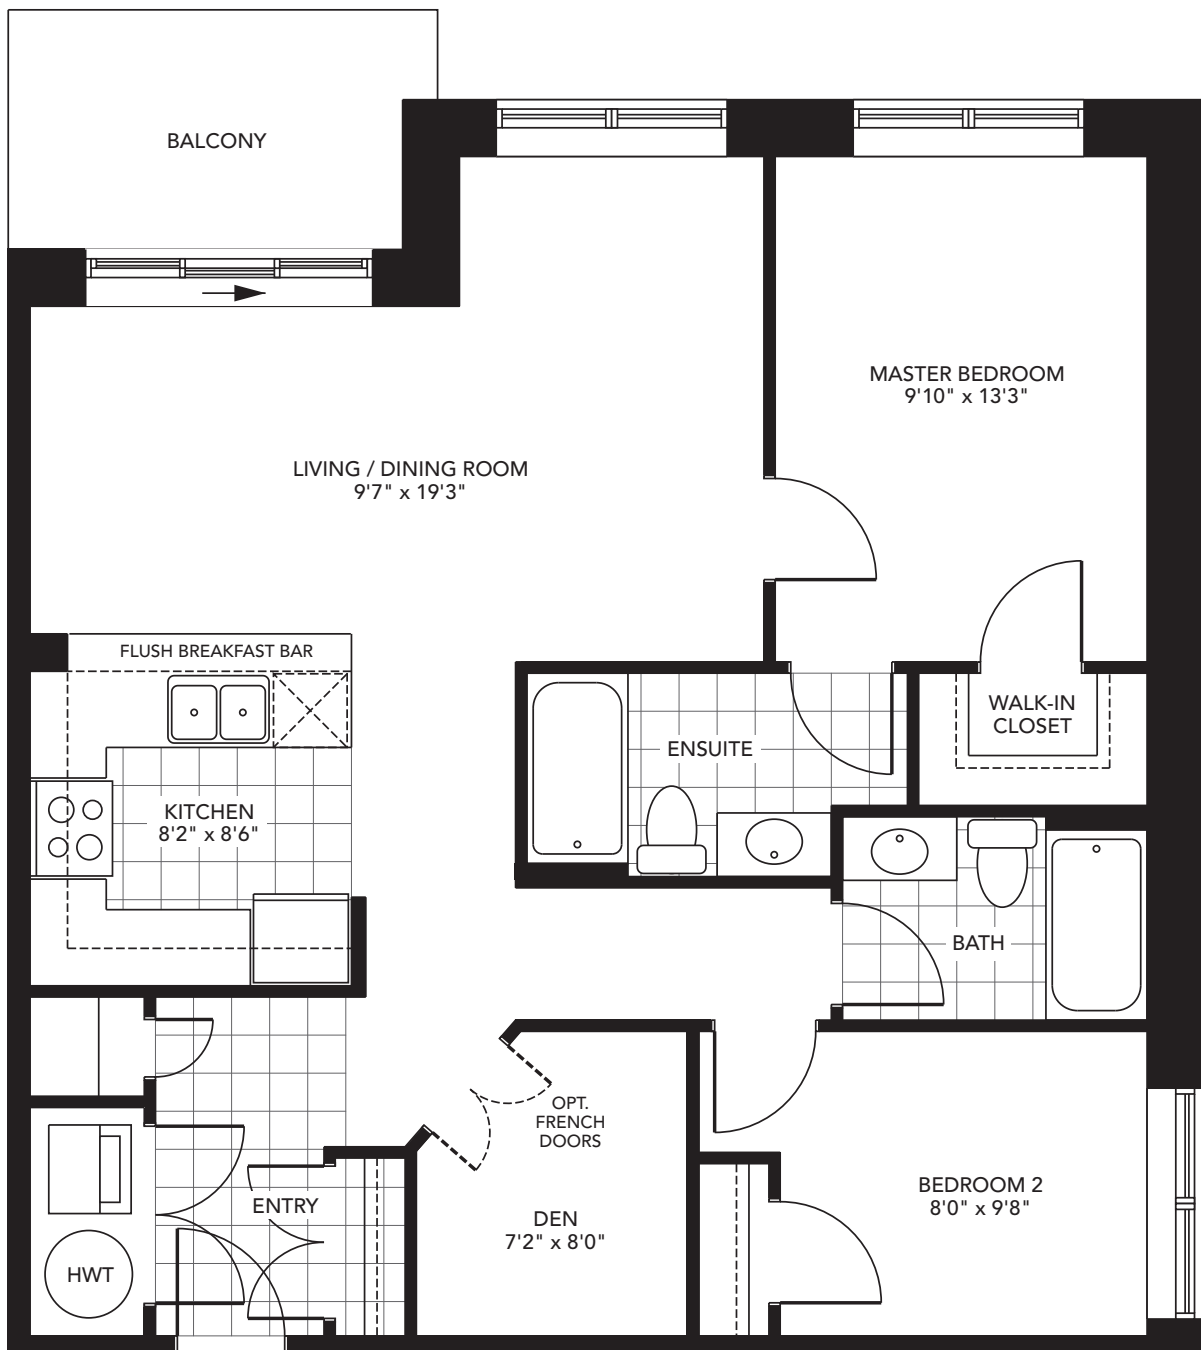 BALCONY
MASTER BEDROOM
9'10" x 13'3"
LIVING / DINING ROOM
9'7" x 19'3"
FLUSH BREAKFAST BAR
WALK-IN
CLOSET
ENSUITE
KITCHEN
8'2" x 8'6"
BATH
OPT.
FRENCH
DOORS
BEDROOM 2
8'0" x 9'8"
ENTRY
DEN
7'2" x 8'0"
HWT